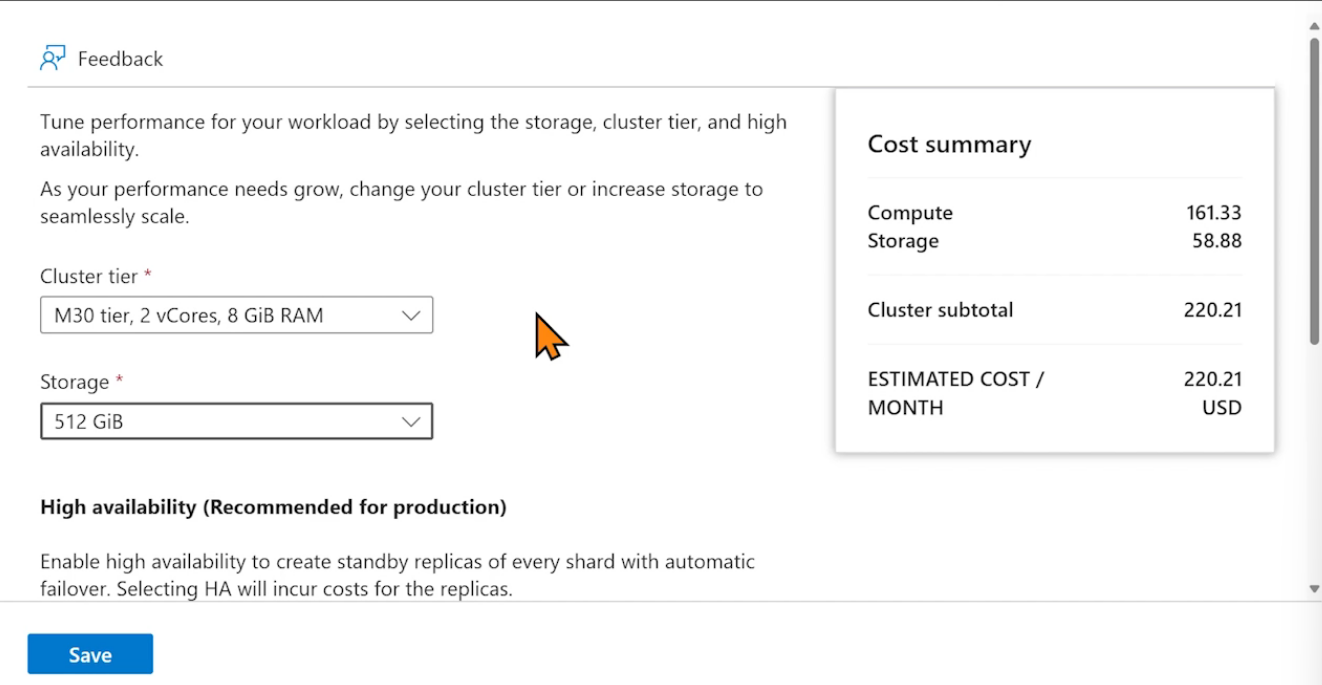 Feedback
Tune performance for your workload by selecting the storage, cluster tier, and high
availability.
As your performance needs grow, change your cluster tier or increase storage to
seamlessly scale.
Cluster tier *
M30 tier, 2 vCores, 8 GiB RAM
Storage *
512 GiB
High availability (Recommended for production)
Enable high availability to create standby replicas of every shard with automatic
failover. Selecting HA will incur costs for the replicas.
Save
Cost summary
Compute 161.33
Storage 58.88
Cluster subtotal 220.21
ESTIMATED COST / 220.21
MONTH USD